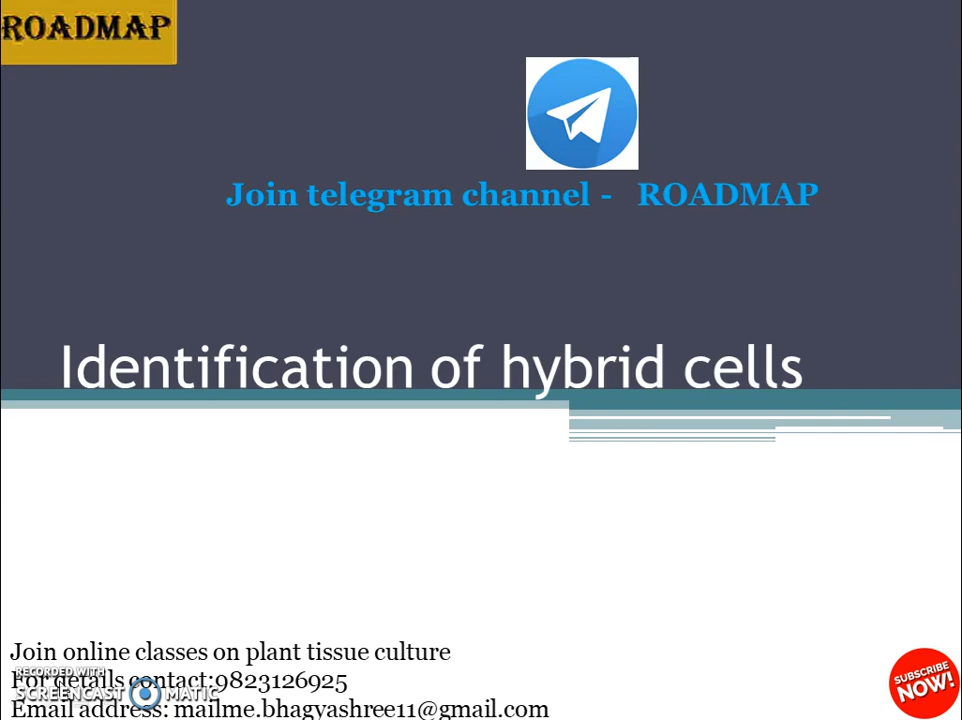 ROADMAP
Join telegram channel - ROADMAP
Identification of hybrid cells
Join online classes on plant tissue culture
For details contact:9823126925
Email address: mailme.bhagyashree11@gmail.com
RECORDED WITH
SCREENCAST MATIC
SUBSCRIBE
NOW!